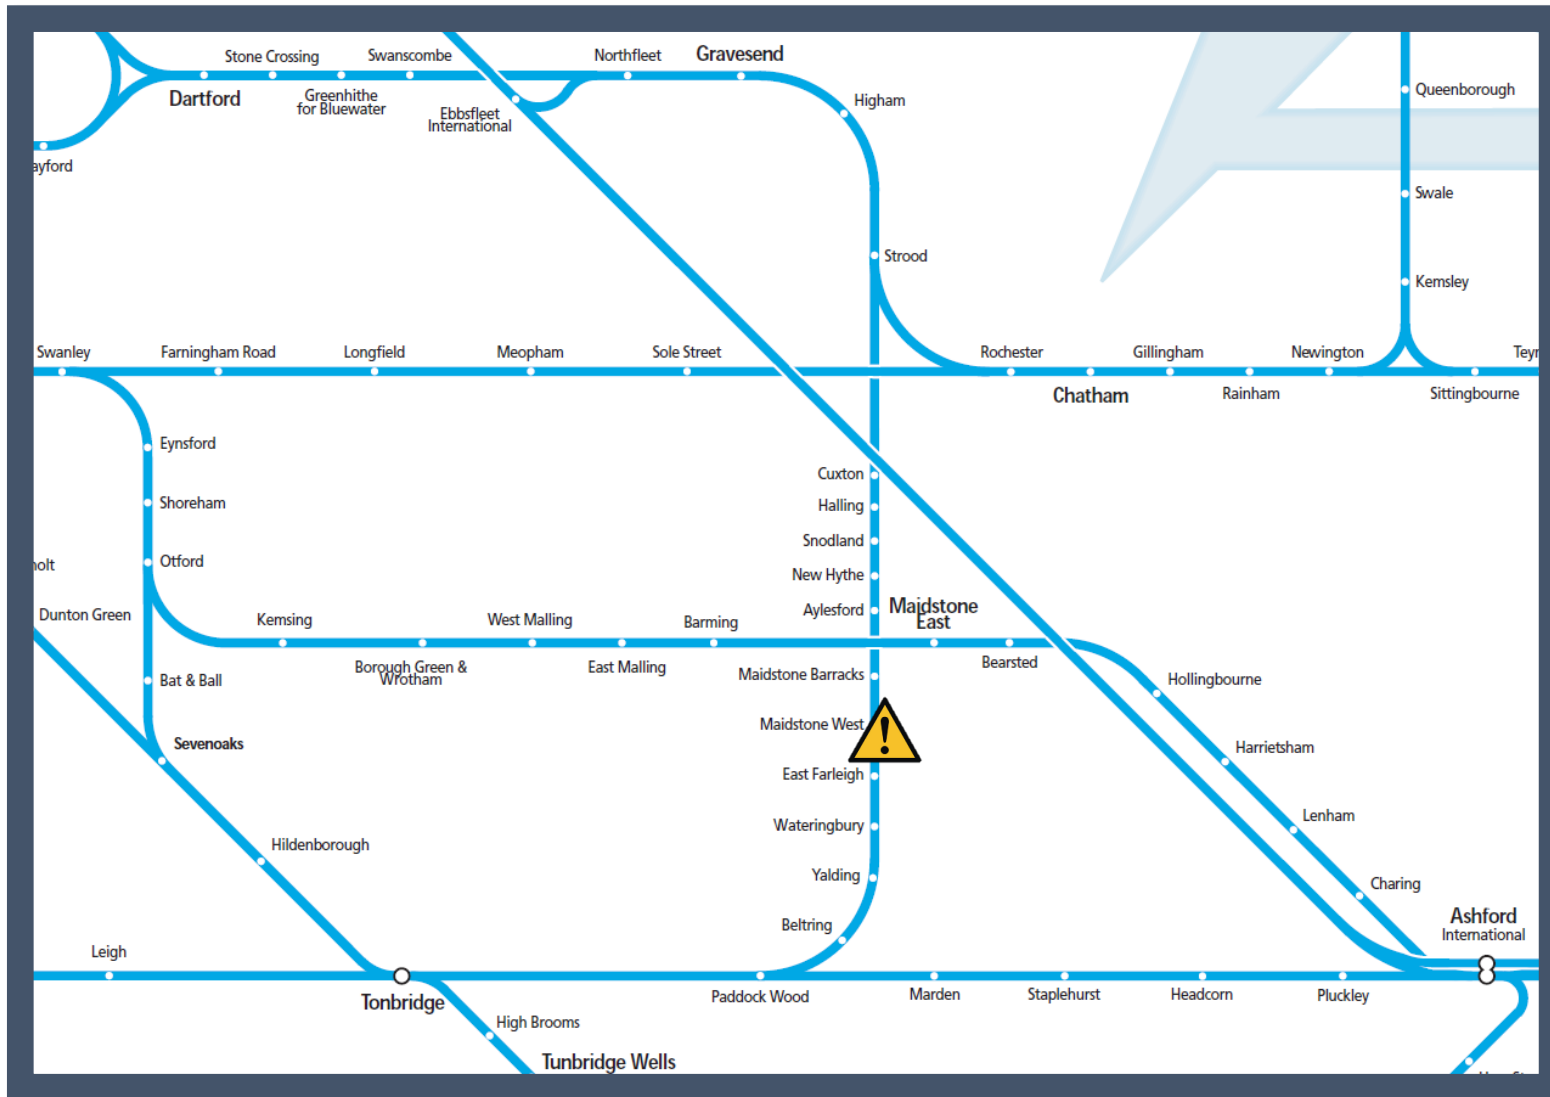 Stone Crossing
Swanscombe
Northfleet
Gravesend
Dartford
Greenhithe
for Bluewater
Ebbsfleet
International
Higham
Queenborough
ayford
Swale
Strood
Kemsley
Swanley
Farningham Road
Longfield
Meopham
Sole Street
Rochester
Gillingham
Newington
Chatham
Rainham
Sittingbourne
Eynsford
Shoreham
Otford
Cuxton
Halling
Snodland
New Hythe
Aylesford
Maidstone
East
Dunton Green
Kemsing
West Malling
Barming
Borough Green &
Wrotham
East Malling
Bearsted
Bat & Ball
Maidstone Barracks
Hollingbourne
Maidstone West
Sevenoaks
Harrietsham
East Farleigh
Wateringbury
Lenham
Hildenborough
Yalding
Charing
Beltring
Ashford
International
Leigh
Tonbridge
Paddock Wood
Marden
Staplehurst
Headcorn
Pluckley
High Brooms
Tunbridge Wells